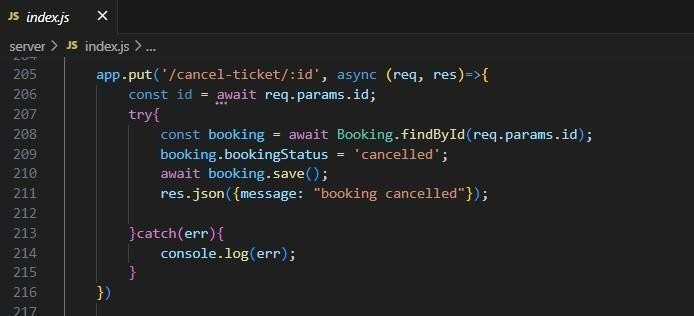 JS index.js ×
server > JS index.js > ...
204
205 app.put('/cancel-ticket/:id', async (req, res)=>{
206 const id = await req.params.id;
207 try{
208 const booking = await Booking.findById(req.params.id);
209 booking.bookingStatus = 'cancelled';
210 await booking.save();
211 res.json({message: "booking cancelled"});
212
213 }catch(err){
214 console.log(err);
215 }
216 })
217